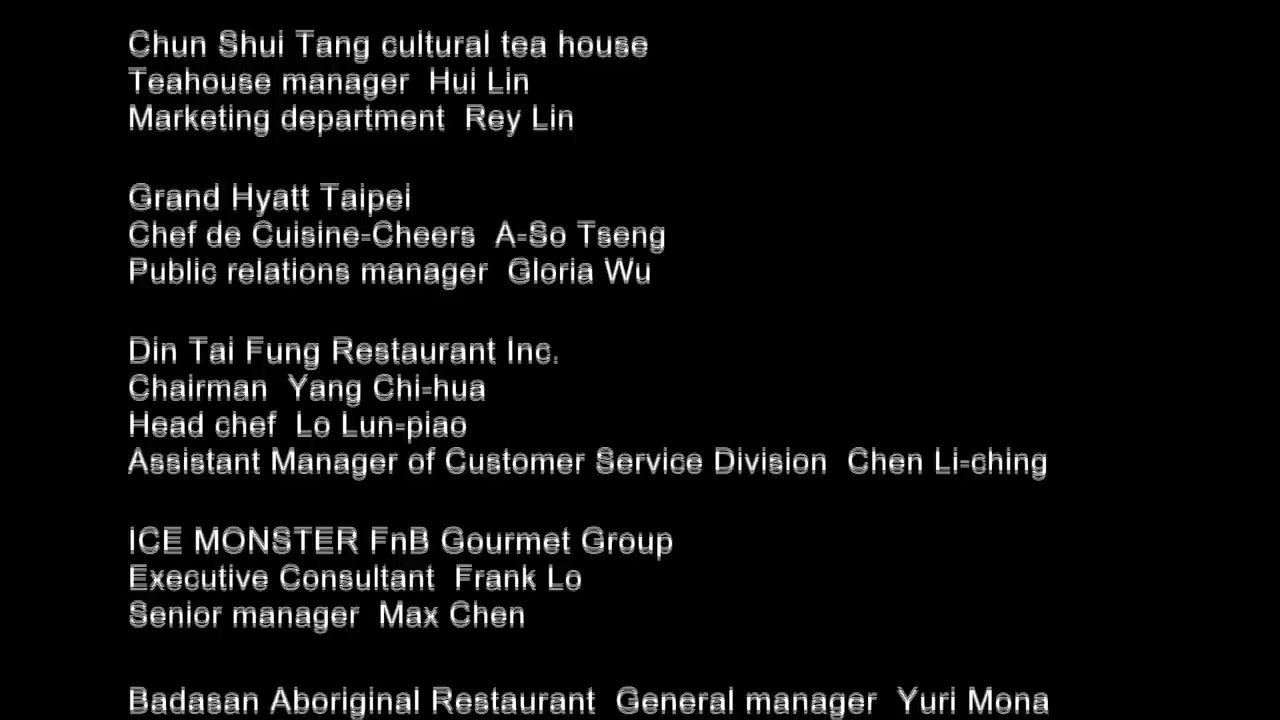 Chun Shui Tang cultural tea house
Teahouse manager  Hui Lin
Marketing department  Rey Lin
Grand Hyatt Taipei
Chef de Cuisine-Cheers  A-So Tseng
Public relations manager  Gloria Wu
Din Tai Fung Restaurant Inc.
Chairman  Yang Chi-hua
Head chef  Lo Lun-piao
Assistant Manager of Customer Service Division  Chen Li-ching
ICE MONSTER FnB Gourmet Group
Executive Consultant  Frank Lo
Senior manager  Max Chen
Badasan Aboriginal Restaurant  General manager  Yuri Mona